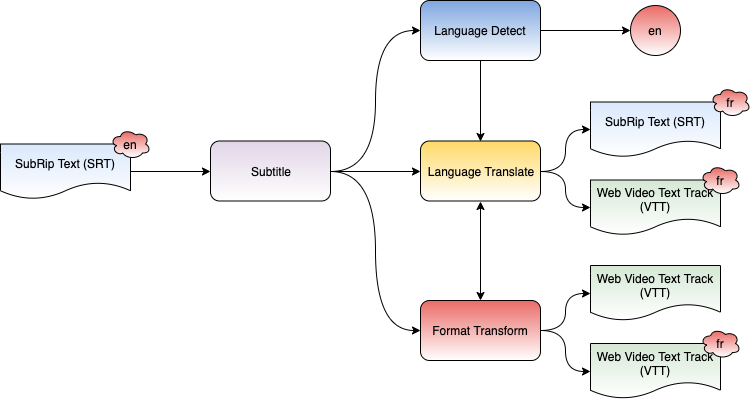 Language Detect
en
fr
SubRip Text (SRT)
en
SubRip Text (SRT)
Subtitle
Language Translate
fr
Web Video Text Track
(VTT)
Web Video Text Track
(VTT)
Format Transform
fr
Web Video Text Track
(VTT)